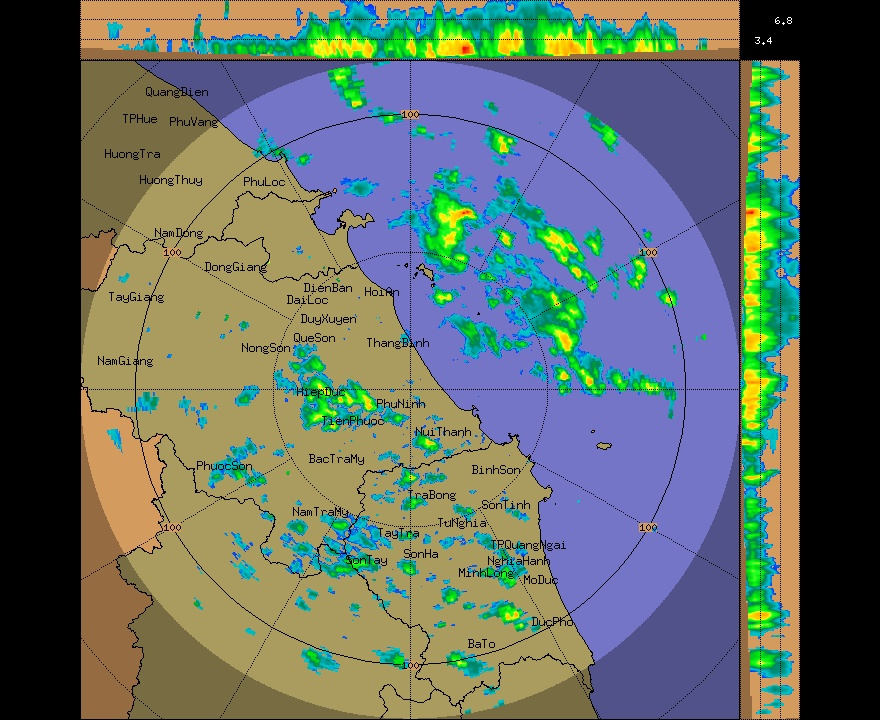 6.8
3.4
QuangDien
100
TPHue PhuVang
HuongTra
HuongThuy PhuLoc
NamDong
100 100
DongGiang
DienBan HoiAn
TayGiang DaiLoc
DuyXuyen
QueSon
NongSon ThangBinh
NamGiang
HiepDuc PhuNinh
TienPhuoc
NuiThanh
BacTraMy
PhuocSon BinhSon
TraBong
SonTinh
NamTraMy
TuNghia
100 100
TayTra
TPQuangNgai
SonHa
SonTay NghiaHanh
MinhLong
MoDuc
DucPho
BaTo
100